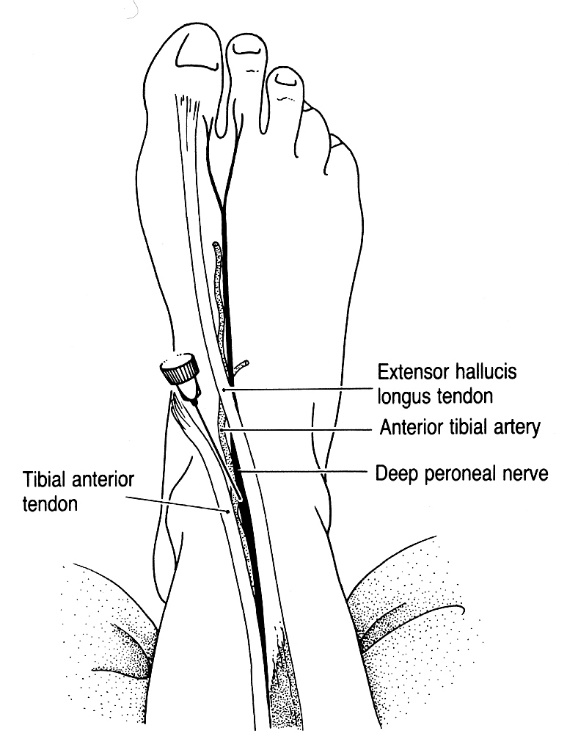 Extensor hallucis
longus tendon
Anterior tibial artery
Deep peroneal nerve
Tibial anterior
tendon